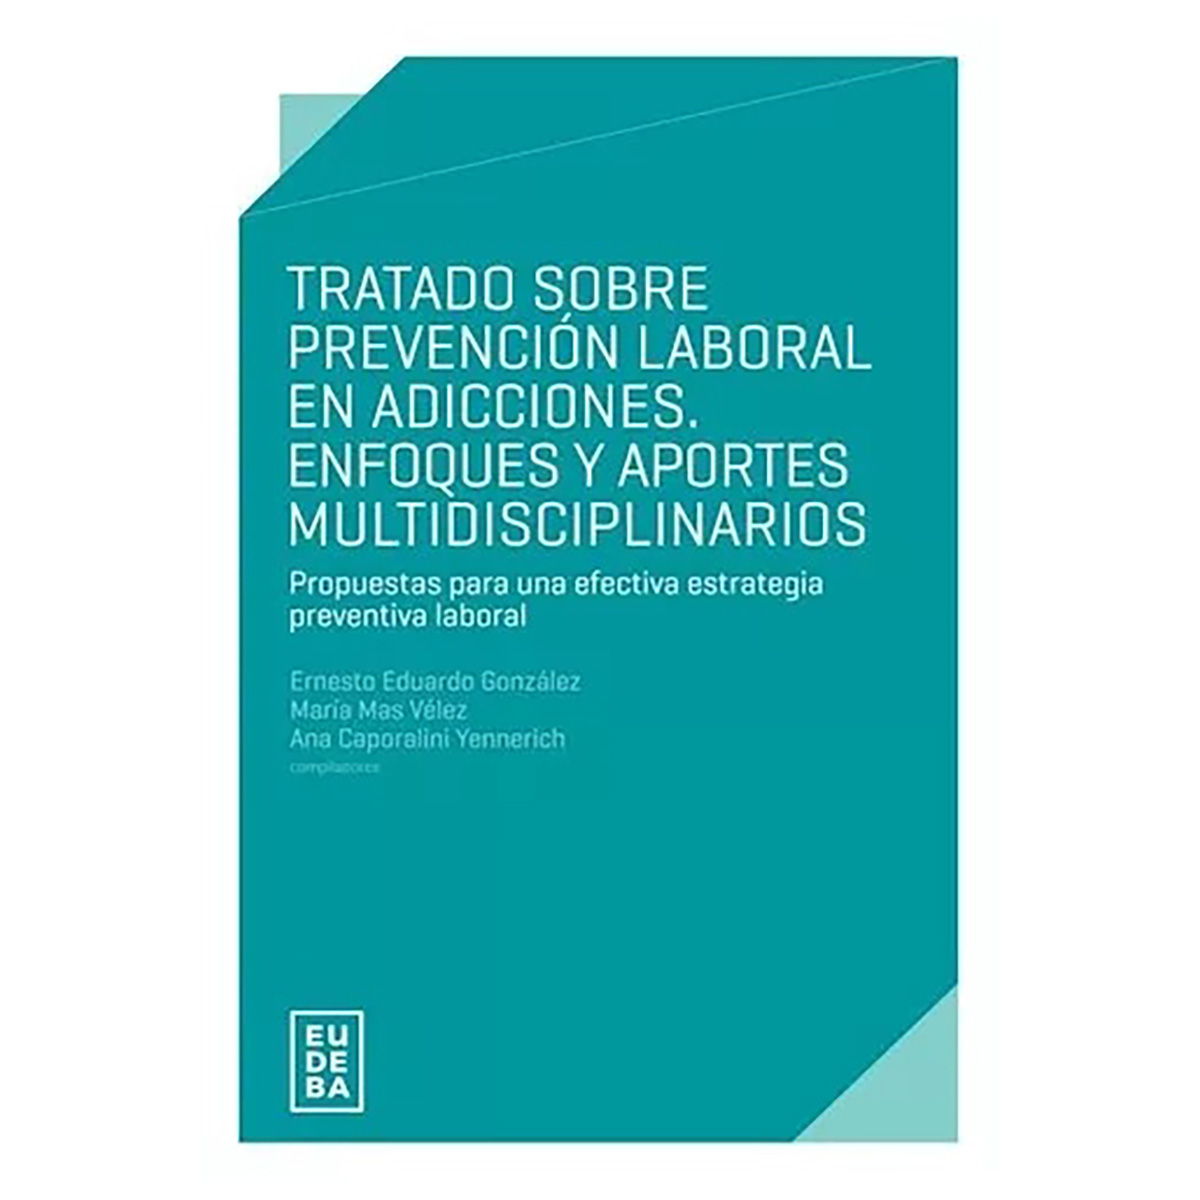 TRATADO SOBRE
PREVENCIÓN LABORAL
EN ADICCIONES.
ENFOQUES Y APORTES
MULTIDISCIPLINARIOS
Propuestas para una efectiva estrategia
preventiva laboral
Ernesto Eduardo González
María Mas Vélez
Ana Caporalini Yennerich
compiladores
EU
DE
BA